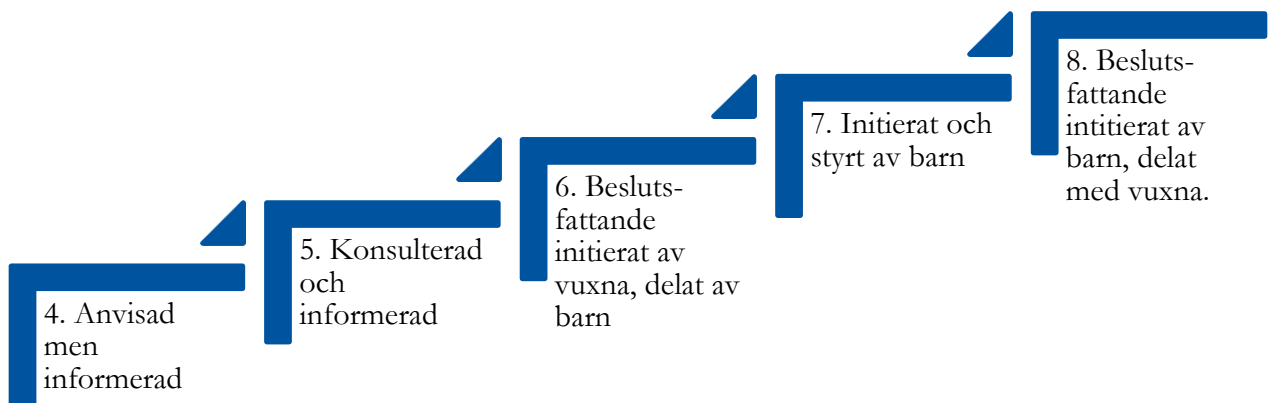 4. Anvisad
men
informerad
5. Konsulterad
och
informerad
6. Besluts-
fattande
initierat av
vuxna, delat av
barn
7. Initierat och
styrt av barn
8. Besluts-
fattande
intitierat av
barn, delat
med vuxna.